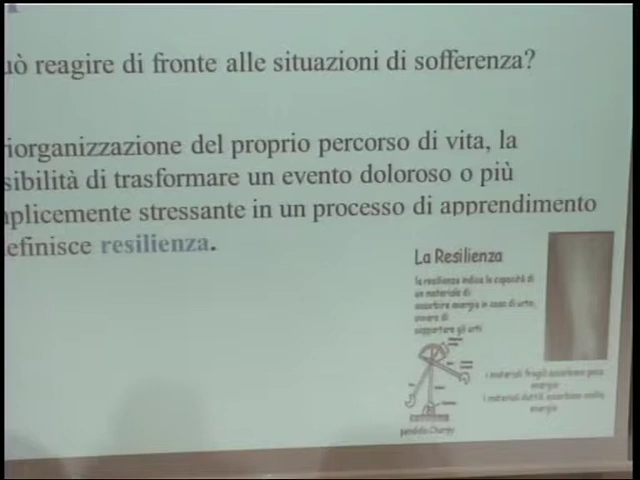 uò reagire di fronte alle situazioni di sofferenza?
iorganizzazione del proprio percorso di vita, la
sibilità di trasformare un evento doloroso o più
plicemente stressante in un processo di apprendimento
efinisce resilienza.
La Resilienza
la resilienza indica la capacità di
un materiale di
assorbire energia in caso di urto,
ovvero di
sopportare gli urti
i materiali fragili assorbono poca
energia
i materiali duttili assorbono molta
energia
pendolo Charpy